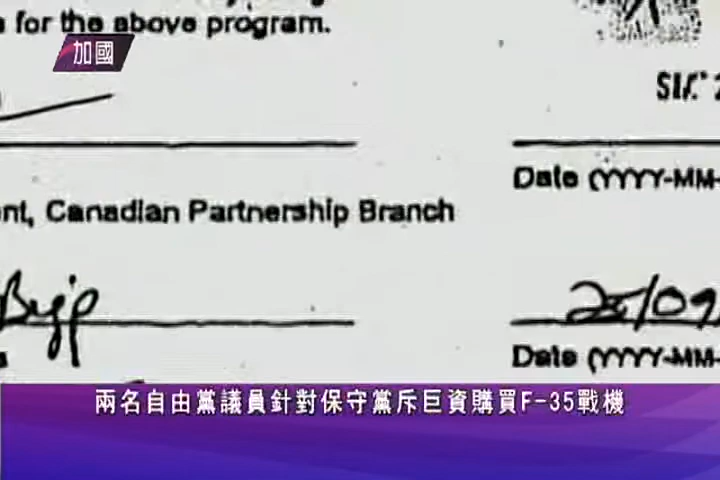 for the above program.
加國
Date (YYYY-MM-
Canadian Partnership Branch
Date (YYYY-MM-
兩名自由黨議員針對保守黨斥巨資購買F-35戰機